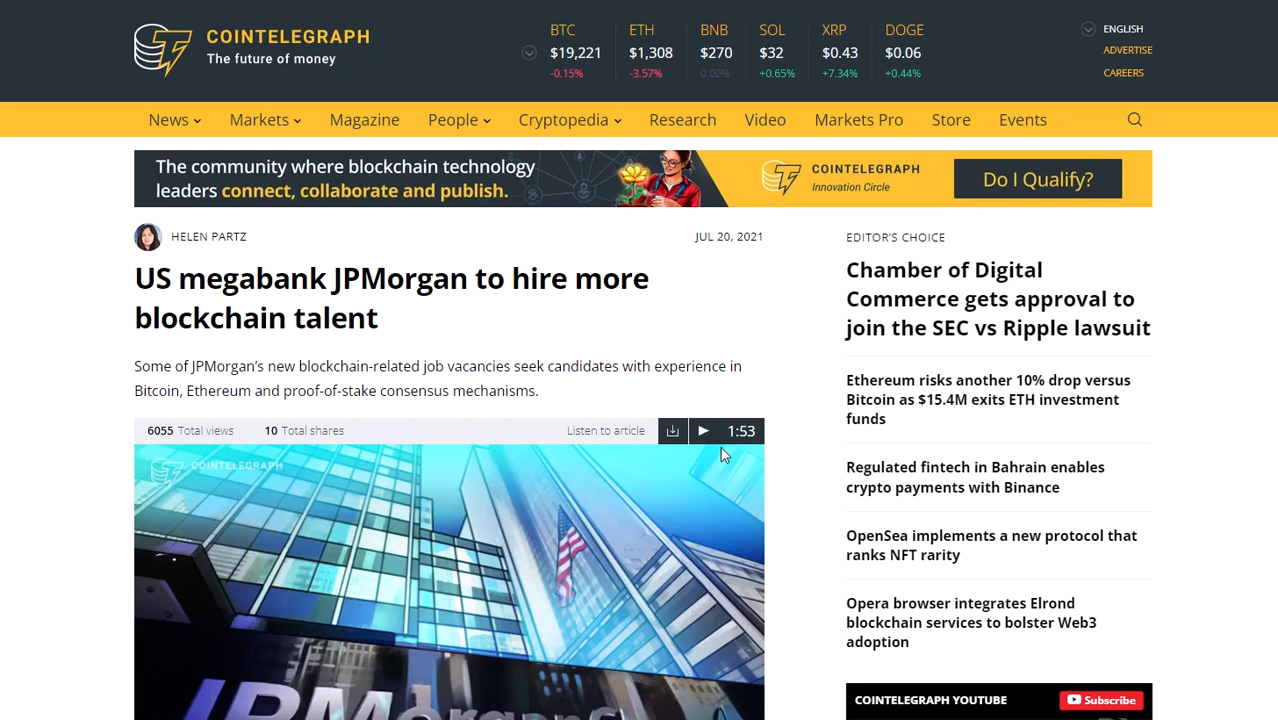 COINTELEGRAPH
The future of money
BTC ETH BNB SOL XRP DOGE
$19,221 $1,308 $270 $32 $0.43 $0.06
-0.15% -3.57% 0.00% +0.65% +7.34% +0.44%
ENGLISH
ADVERTISE
CAREERS
News Markets Magazine People Cryptopedia Research Video Markets Pro Store Events
The community where blockchain technology
leaders connect, collaborate and publish.
COINTELEGRAPH
Innovation Circle
Do I Qualify?
HELEN PARTZ JUL 20, 2021
US megabank JPMorgan to hire more
blockchain talent
Some of JPMorgan’s new blockchain-related job vacancies seek candidates with experience in
Bitcoin, Ethereum and proof-of-stake consensus mechanisms.
6055 Total views 10 Total shares Listen to article 1:53
COINTELEGRAPH
JPMorgan
EDITOR’S CHOICE
Chamber of Digital
Commerce gets approval to
join the SEC vs Ripple lawsuit
Ethereum risks another 10% drop versus
Bitcoin as $15.4M exits ETH investment
funds
Regulated fintech in Bahrain enables
crypto payments with Binance
OpenSea implements a new protocol that
ranks NFT rarity
Opera browser integrates Elrond
blockchain services to bolster Web3
adoption
COINTELEGRAPH YOUTUBE Subscribe